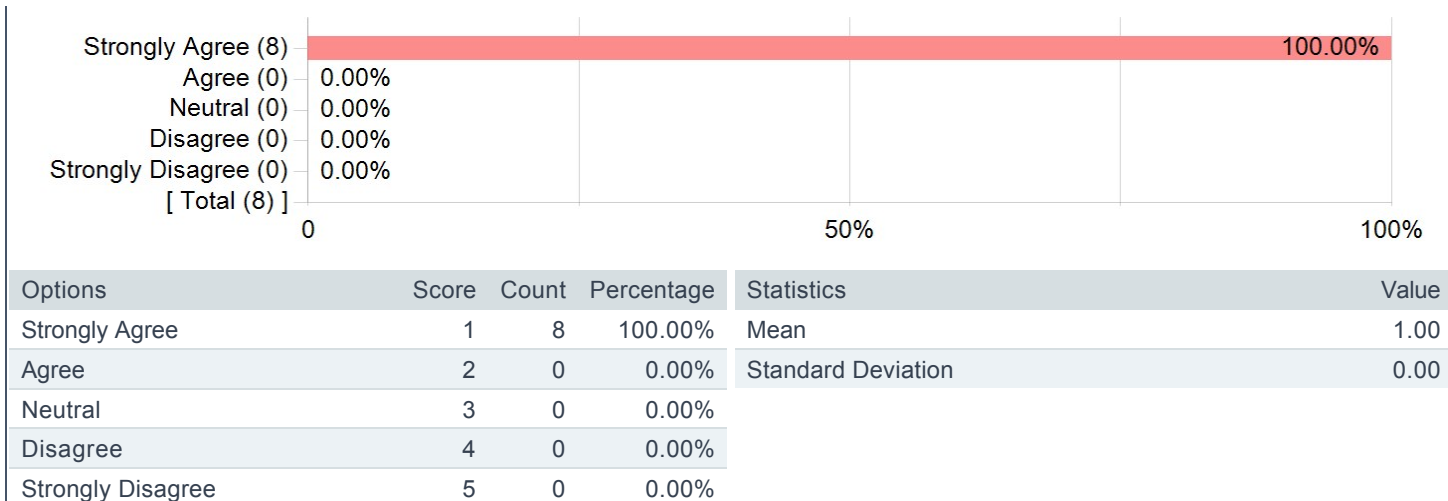 Strongly Agree (8) 100.00%
Agree (0) 0.00%
Neutral (0) 0.00%
Disagree (0) 0.00%
Strongly Disagree (0) 0.00%
[ Total (8) ]
0 50% 100%
Options Score Count Percentage
Strongly Agree 1 8 100.00%
Agree 2 0 0.00%
Neutral 3 0 0.00%
Disagree 4 0 0.00%
Strongly Disagree 5 0 0.00%
Statistics Value
Mean 1.00
Standard Deviation 0.00